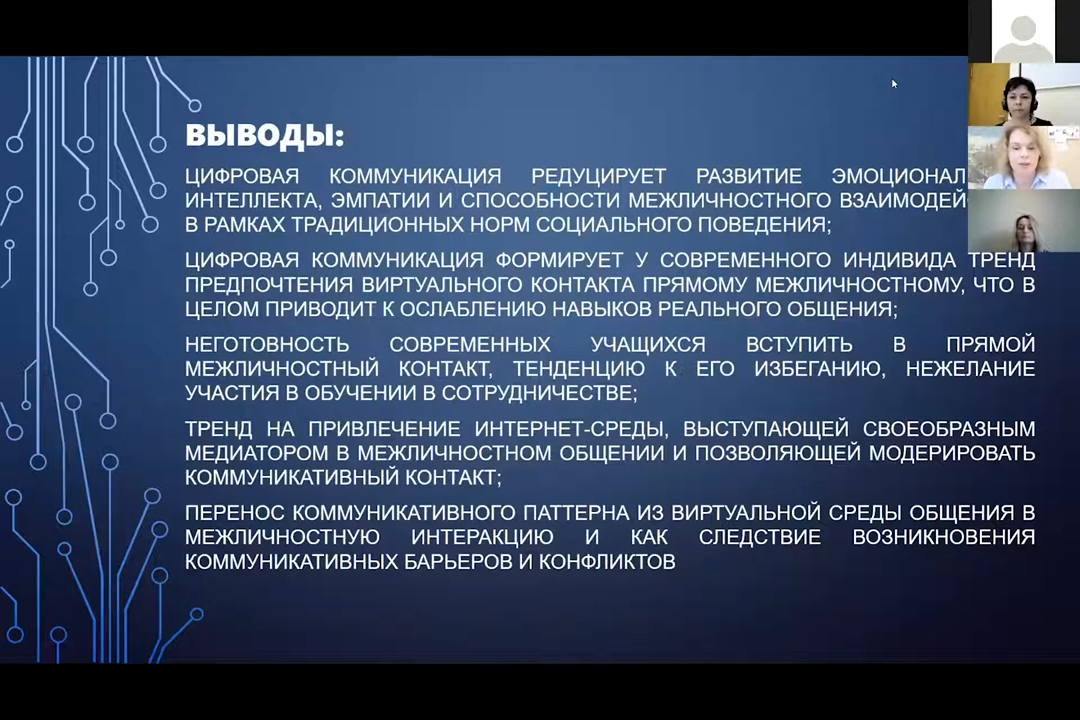 ВЫВОДЫ:
ЦИФРОВАЯ КОММУНИКАЦИЯ РЕДУЦИРУЕТ РАЗВИТИЕ
ИНТЕЛЛЕКТА, ЭМПАТИИ И СПОСОБНОСТИ МЕЖЛИЧНОСТНОГО
В РАМКАХ ТРАДИЦИОННЫХ НОРМ СОЦИАЛЬНОГО ПОВЕДЕНИЯ;
ЦИФРОВАЯ КОММУНИКАЦИЯ ФОРМИРУЕТ У СОВРЕМЕННОГО ИНДИВИДА ТРЕНД
ПРЕДПОЧТЕНИЯ ВИРТУАЛЬНОГО КОНТАКТА ПРЯМОМУ МЕЖЛИЧНОСТНОМУ, ЧТО В
ЦЕЛОМ ПРИВОДИТ К ОСЛАБЛЕНИЮ НАВЫКОВ РЕАЛЬНОГО ОБЩЕНИЯ;
НЕГОТОВНОСТЬ СОВРЕМЕННЫХ УЧАЩИХСЯ ВСТУПИТЬ В ПРЯМОЙ
МЕЖЛИЧНОСТНЫЙ КОНТАКТ, ТЕНДЕНЦИЮ К ЕГО ИЗБЕГАНИЮ, НЕЖЕЛАНИЕ
УЧАСТИЯ В ОБУЧЕНИИ В СОТРУДНИЧЕСТВЕ;
ТРЕНД НА ПРИВЛЕЧЕНИЕ ИНТЕРНЕТ-СРЕДЫ, ВЫСТУПАЮЩЕЙ СВОЕОБРАЗНЫМ
МЕДИАТОРОМ В МЕЖЛИЧНОСТНОМ ОБЩЕНИИ И ПОЗВОЛЯЮЩЕЙ МОДЕРИРОВАТЬ
КОММУНИКАТИВНЫЙ КОНТАКТ;
ПЕРЕНОС КОММУНИКАТИВНОГО ПАТТЕРНА ИЗ ВИРТУАЛЬНОЙ СРЕДЫ ОБЩЕНИЯ В
МЕЖЛИЧНОСТНУЮ ИНТЕРАКЦИЮ И КАК СЛЕДСТВИЕ ВОЗНИКНОВЕНИЯ
КОММУНИКАТИВНЫХ БАРЬЕРОВ И КОНФЛИКТОВ